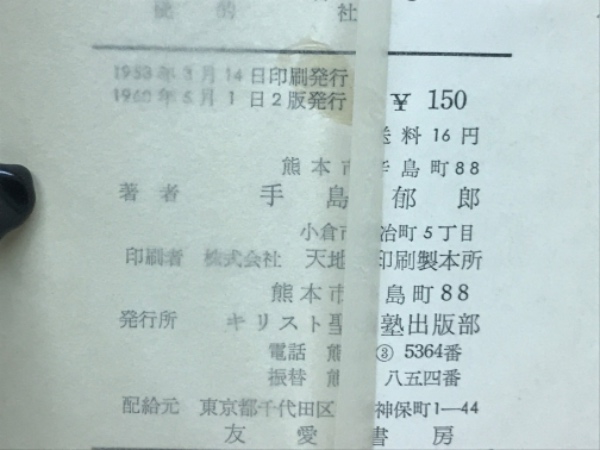 社
1953年3月14日印刷発行
1960年5月1日2版発行 ¥ 150
送料16円
熊本市 島町88
著者 手島 郁郎
小倉市 治町5丁目
印刷者 株式会社 天地 印刷製本所
熊本市 島町88
発行所 キリスト聖 塾出版部
電話 熊 ③ 5364番
振替 熊 八五四番
配給元 東京都千代田区 神保町1—44
友愛 書房